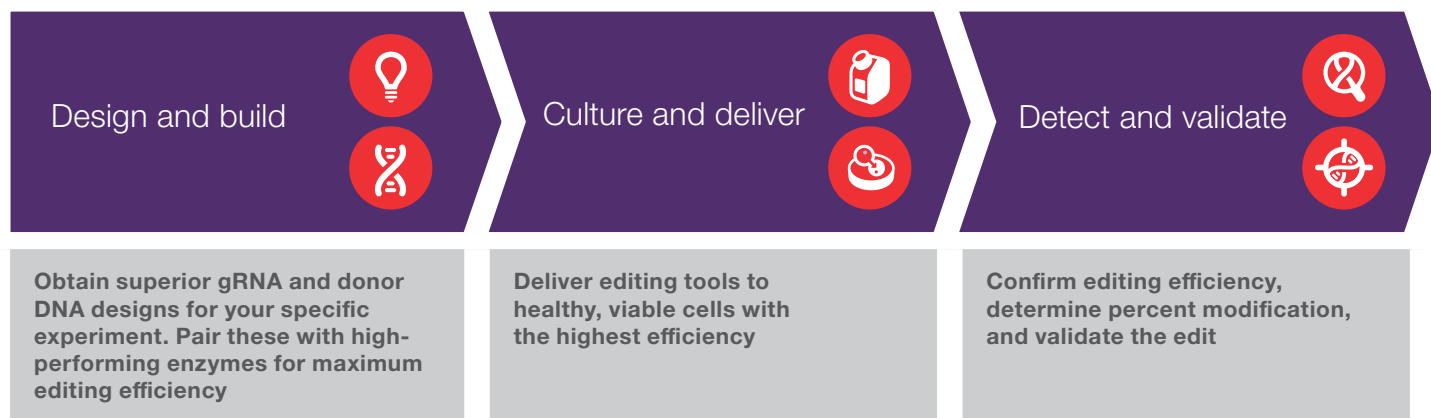 Design and build
Culture and deliver
Detect and validate
Obtain superior gRNA and donor
DNA designs for your specific
experiment. Pair these with high-
performing enzymes for maximum
editing efficiency
Deliver editing tools to
healthy, viable cells with
the highest efficiency
Confirm editing efficiency,
determine percent modification,
and validate the edit